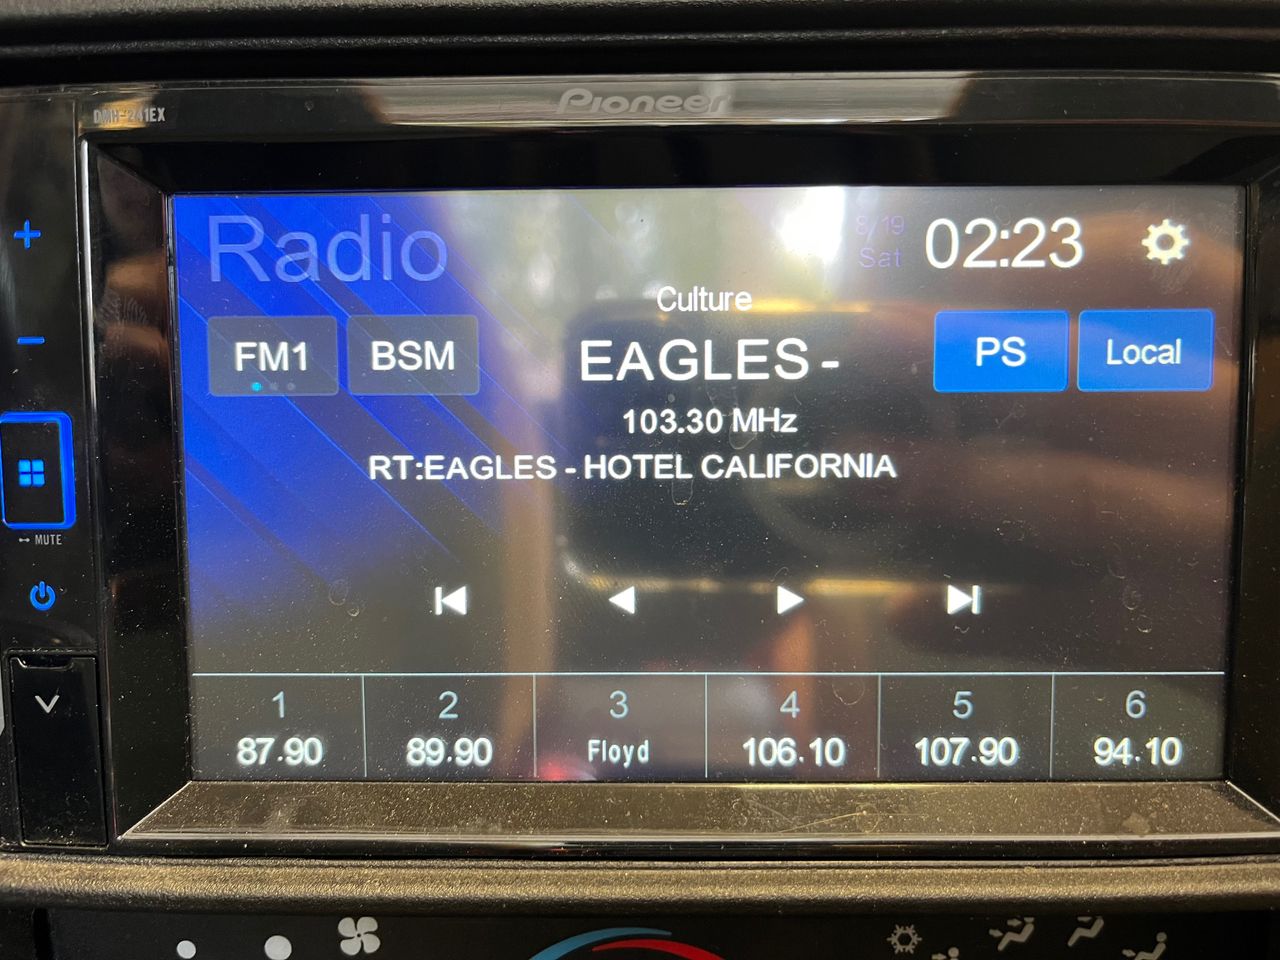 Pioneer
DMH-241EX
Radio
8/19
Sat
02:23
Culture
FM1
BSM
EAGLES -
PS
Local
103.30 MHz
RT:EAGLES - HOTEL CALIFORNIA
MUTE
1
2
3
4
5
6
87.90
89.90
Floyd
106.10
107.90
94.10